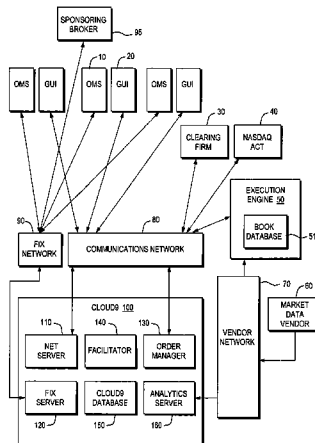 SPONSORING
BROKER
95
10
20
OMS
GUI
OMS
GUI
OMS
GUI
30
40
CLEARING
FIRM
NASDAQ
ACT
EXECUTION
ENGINE 50
BOOK
DATABASE
51
90
80
FIX
NETWORK
COMMUNICATIONS NETWORK
70
60
VENDOR
NETWORK
MARKET
DATA
VENDOR
CLOUD9 100
110
140
130
NET
SERVER
FACILITATOR
ORDER
MANAGER
FIX
SERVER
CLOUD9
DATABASE
ANALYTICS
SERVER
120
150
160